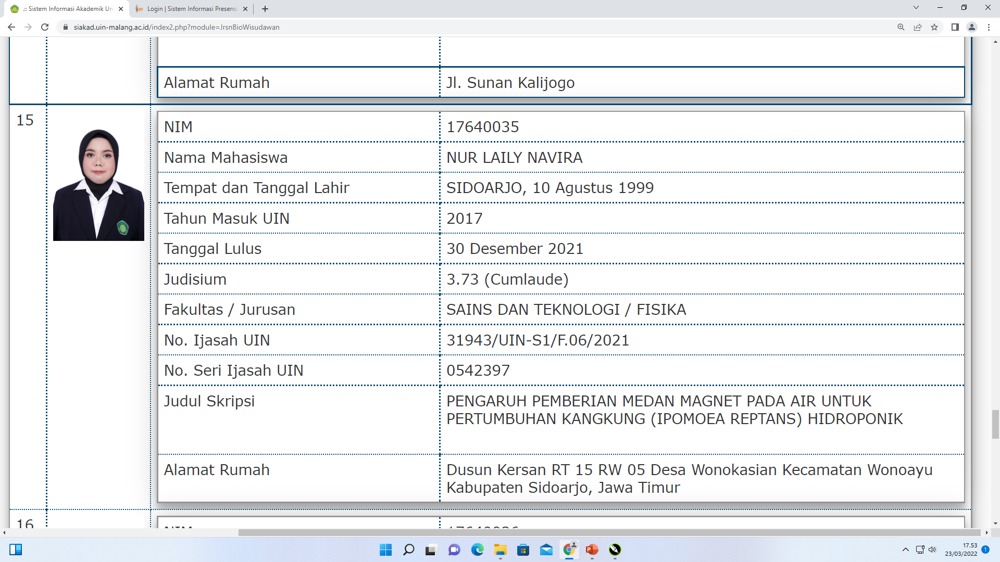 .:: Sistem Informasi Akademik Un
Login | Sistem Informasi Presensi
siakad.uin-malang.ac.id/index2.php?module=JrsnBioWisudawan
Alamat Rumah Jl. Sunan Kalijogo
15
NIM 17640035
Nama Mahasiswa NUR LAILY NAVIRA
Tempat dan Tanggal Lahir SIDOARJO, 10 Agustus 1999
Tahun Masuk UIN 2017
Tanggal Lulus 30 Desember 2021
Judisium 3.73 (Cumlaude)
Fakultas / Jurusan SAINS DAN TEKNOLOGI / FISIKA
No. Ijasah UIN 31943/UIN-S1/F.06/2021
No. Seri Ijasah UIN 0542397
Judul Skripsi PENGARUH PEMBERIAN MEDAN MAGNET PADA AIR UNTUK
PERTUMBUHAN KANGKUNG (IPOMOEA REPTANS) HIDROPONIK
Alamat Rumah Dusun Kersan RT 15 RW 05 Desa Wonokasian Kecamatan Wonoayu
Kabupaten Sidoarjo, Jawa Timur
16
NIM
17.53
23/03/2022
1